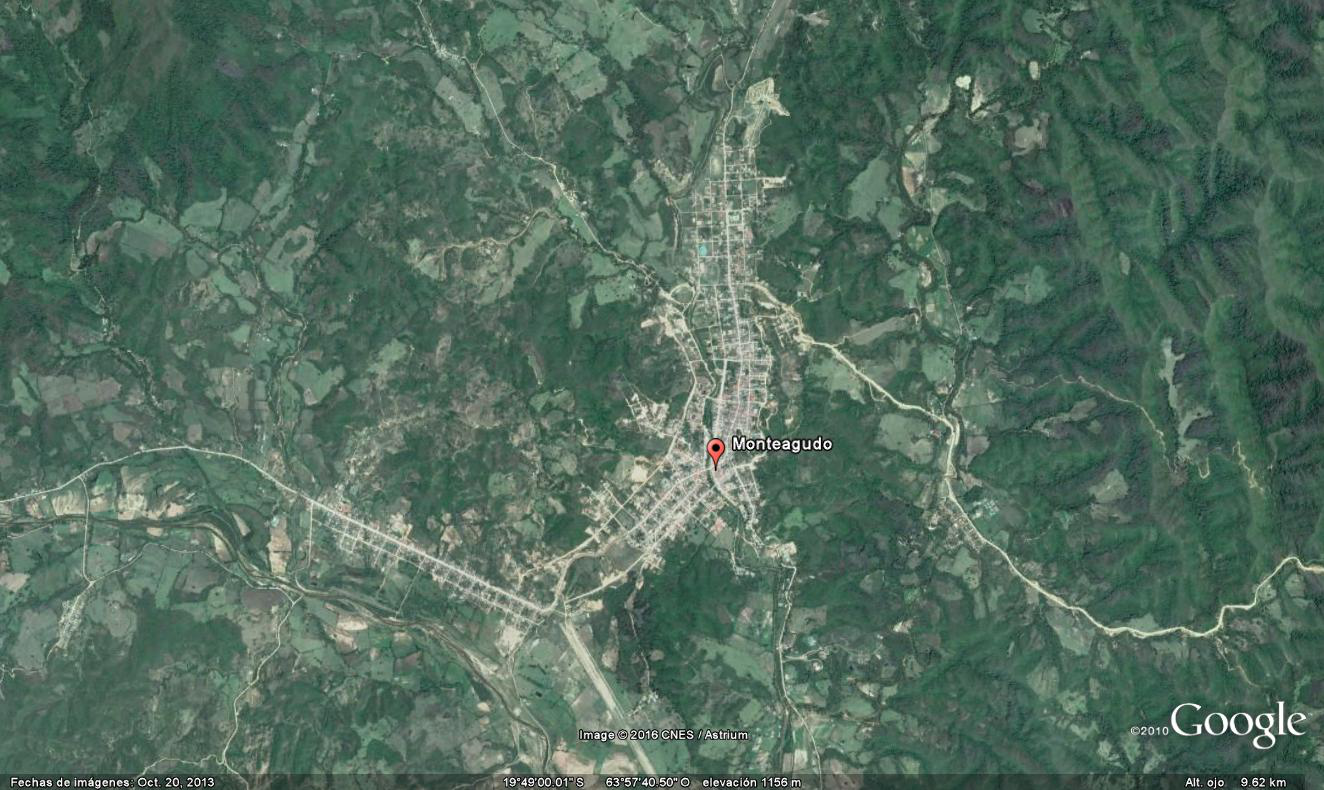 Monteagudo
Image © 2016 CNES / Astrium
©2010 Google
Fechas de imágenes: Oct. 20, 2013 19°49'00.01" S 63°57'40.50" O elevación 1156 m Alt. ojo 9.62 km